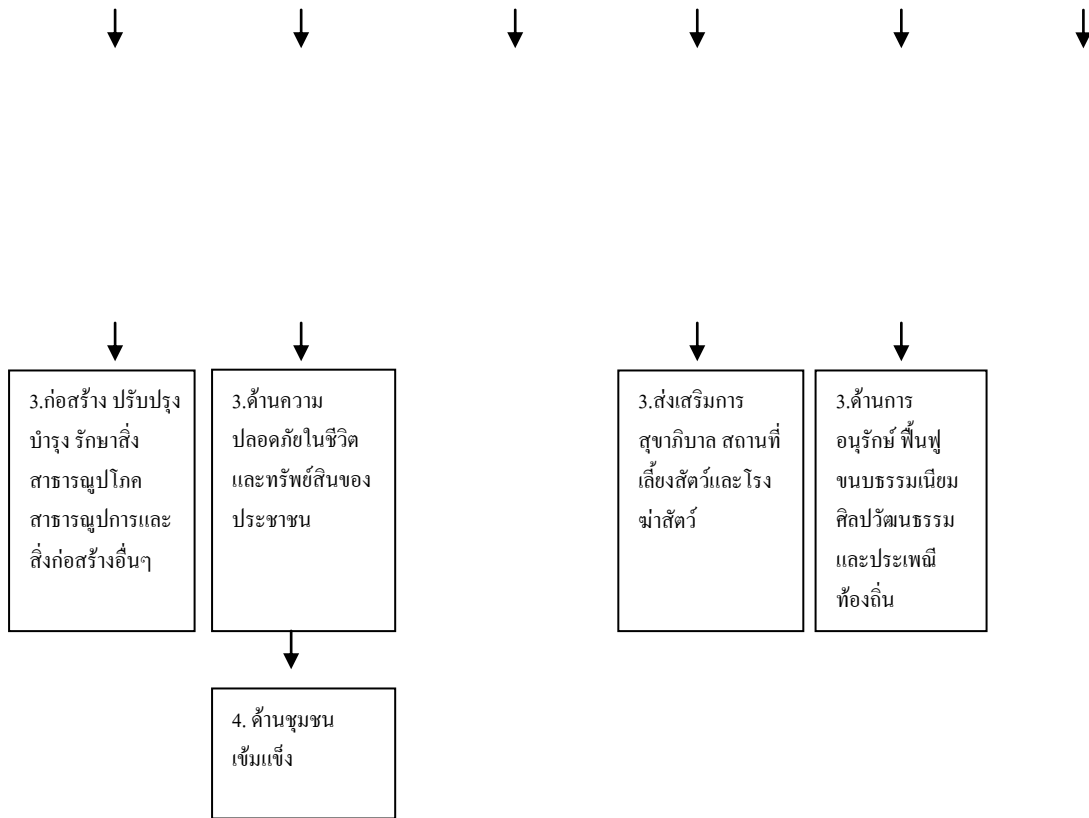 3.ก่อสร้าง ปรับปรุง
บำรุง รักษาสิ่ง
สาธารณูปโภค
สาธารณูปการและ
สิ่งก่อสร้างอื่นๆ
3.ด้านความ
ปลอดภัยในชีวิต
และทรัพย์สินของ
ประชาชน
3.ส่งเสริมการ
สุขาภิบาล สถานที่
เลี้ยงสัตว์และโรง
ฆ่าสัตว์
3.ด้านการ
อนุรักษ์ ฟื้นฟู
ขนบธรรมเนียม
ศิลปวัฒนธรรม
และประเพณี
ท้องถิ่น
4. ด้านชุมชน
เข้มแข็ง